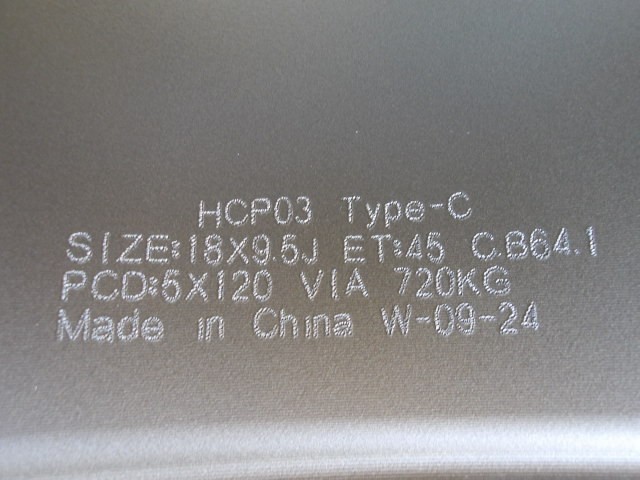 HCP03 Type-C
SIZE:18X9.5J ET:45 C.B64.1
PCD:5X120 VIA 720KG
Made in China W-09-24